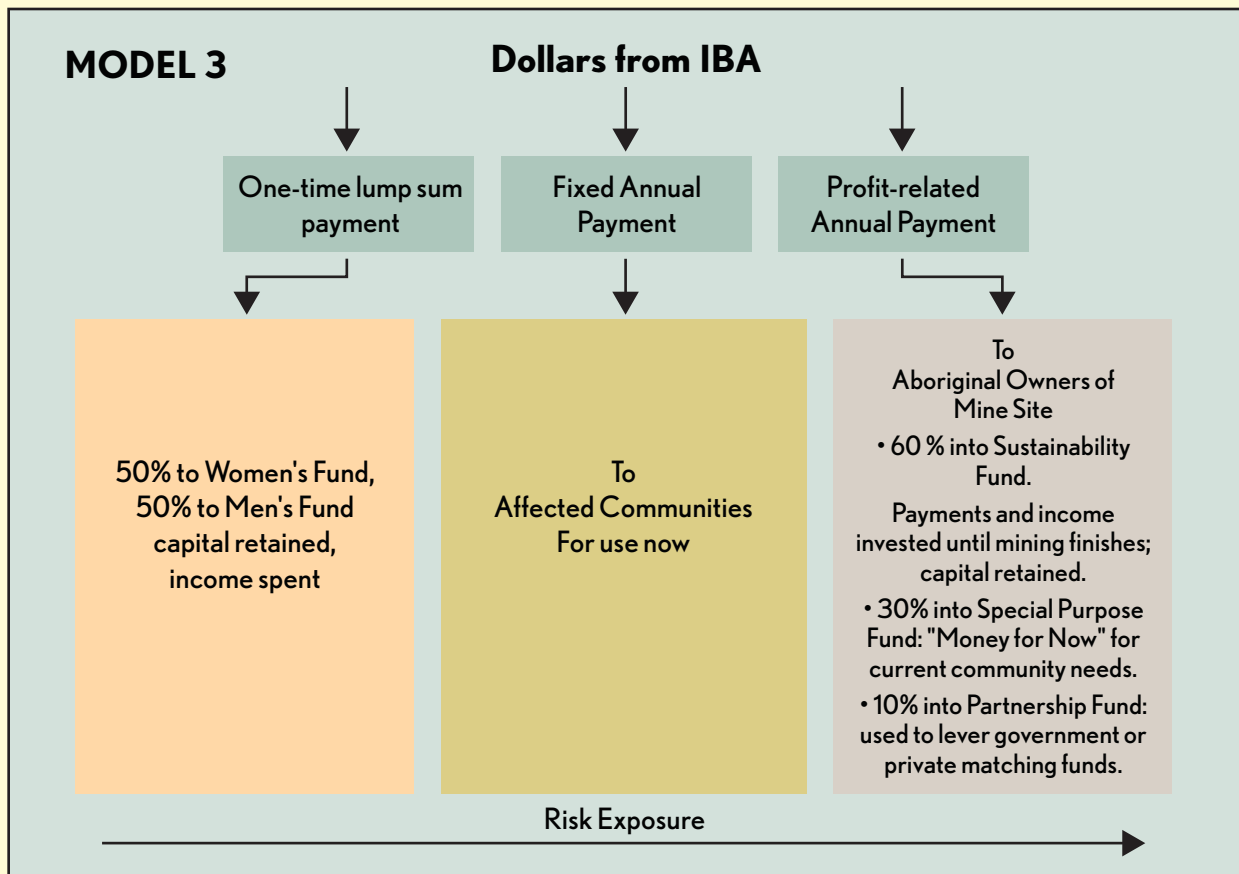 MODEL 3
Dollars from IBA
One-time lump sum
payment
Fixed Annual
Payment
Profit-related
Annual Payment
50% to Women's Fund,
50% to Men's Fund
capital retained,
income spent
To
Affected Communities
For use now
To
Aboriginal Owners of
Mine Site
• 60 % into Sustainability
Fund.
Payments and income
invested until mining finishes;
capital retained.
• 30% into Special Purpose
Fund: "Money for Now" for
current community needs.
• 10% into Partnership Fund:
used to lever government or
private matching funds.
Risk Exposure